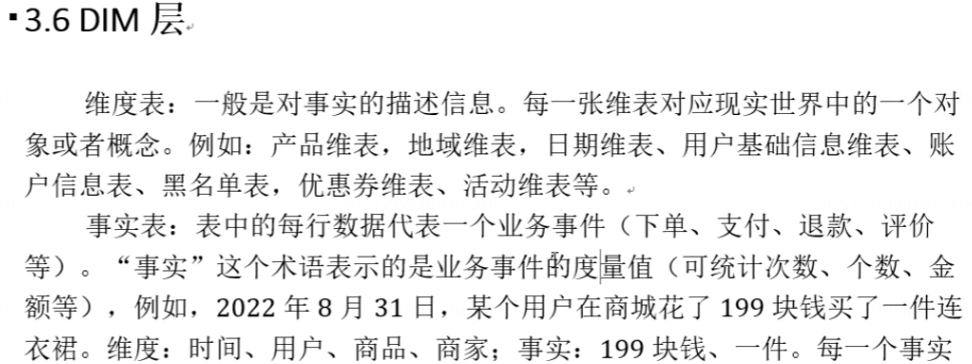 ▪3.6 DIM 层
维度表：一般是对事实的描述信息。每一张维表对应现实世界中的一个对
象或者概念。例如：产品维表，地域维表，日期维表、用户基础信息维表、账
户信息表、黑名单表，优惠券维表、活动维表等。
事实表：表中的每行数据代表一个业务事件（下单、支付、退款、评价
等）。“事实”这个术语表示的是业务事件的度量值（可统计次数、个数、金
额等），例如，2022 年 8 月 31 日，某个用户在商城花了 199 块钱买了一件连
衣裙。维度：时间、用户、商品、商家；事实：199 块钱、一件。每一个事实